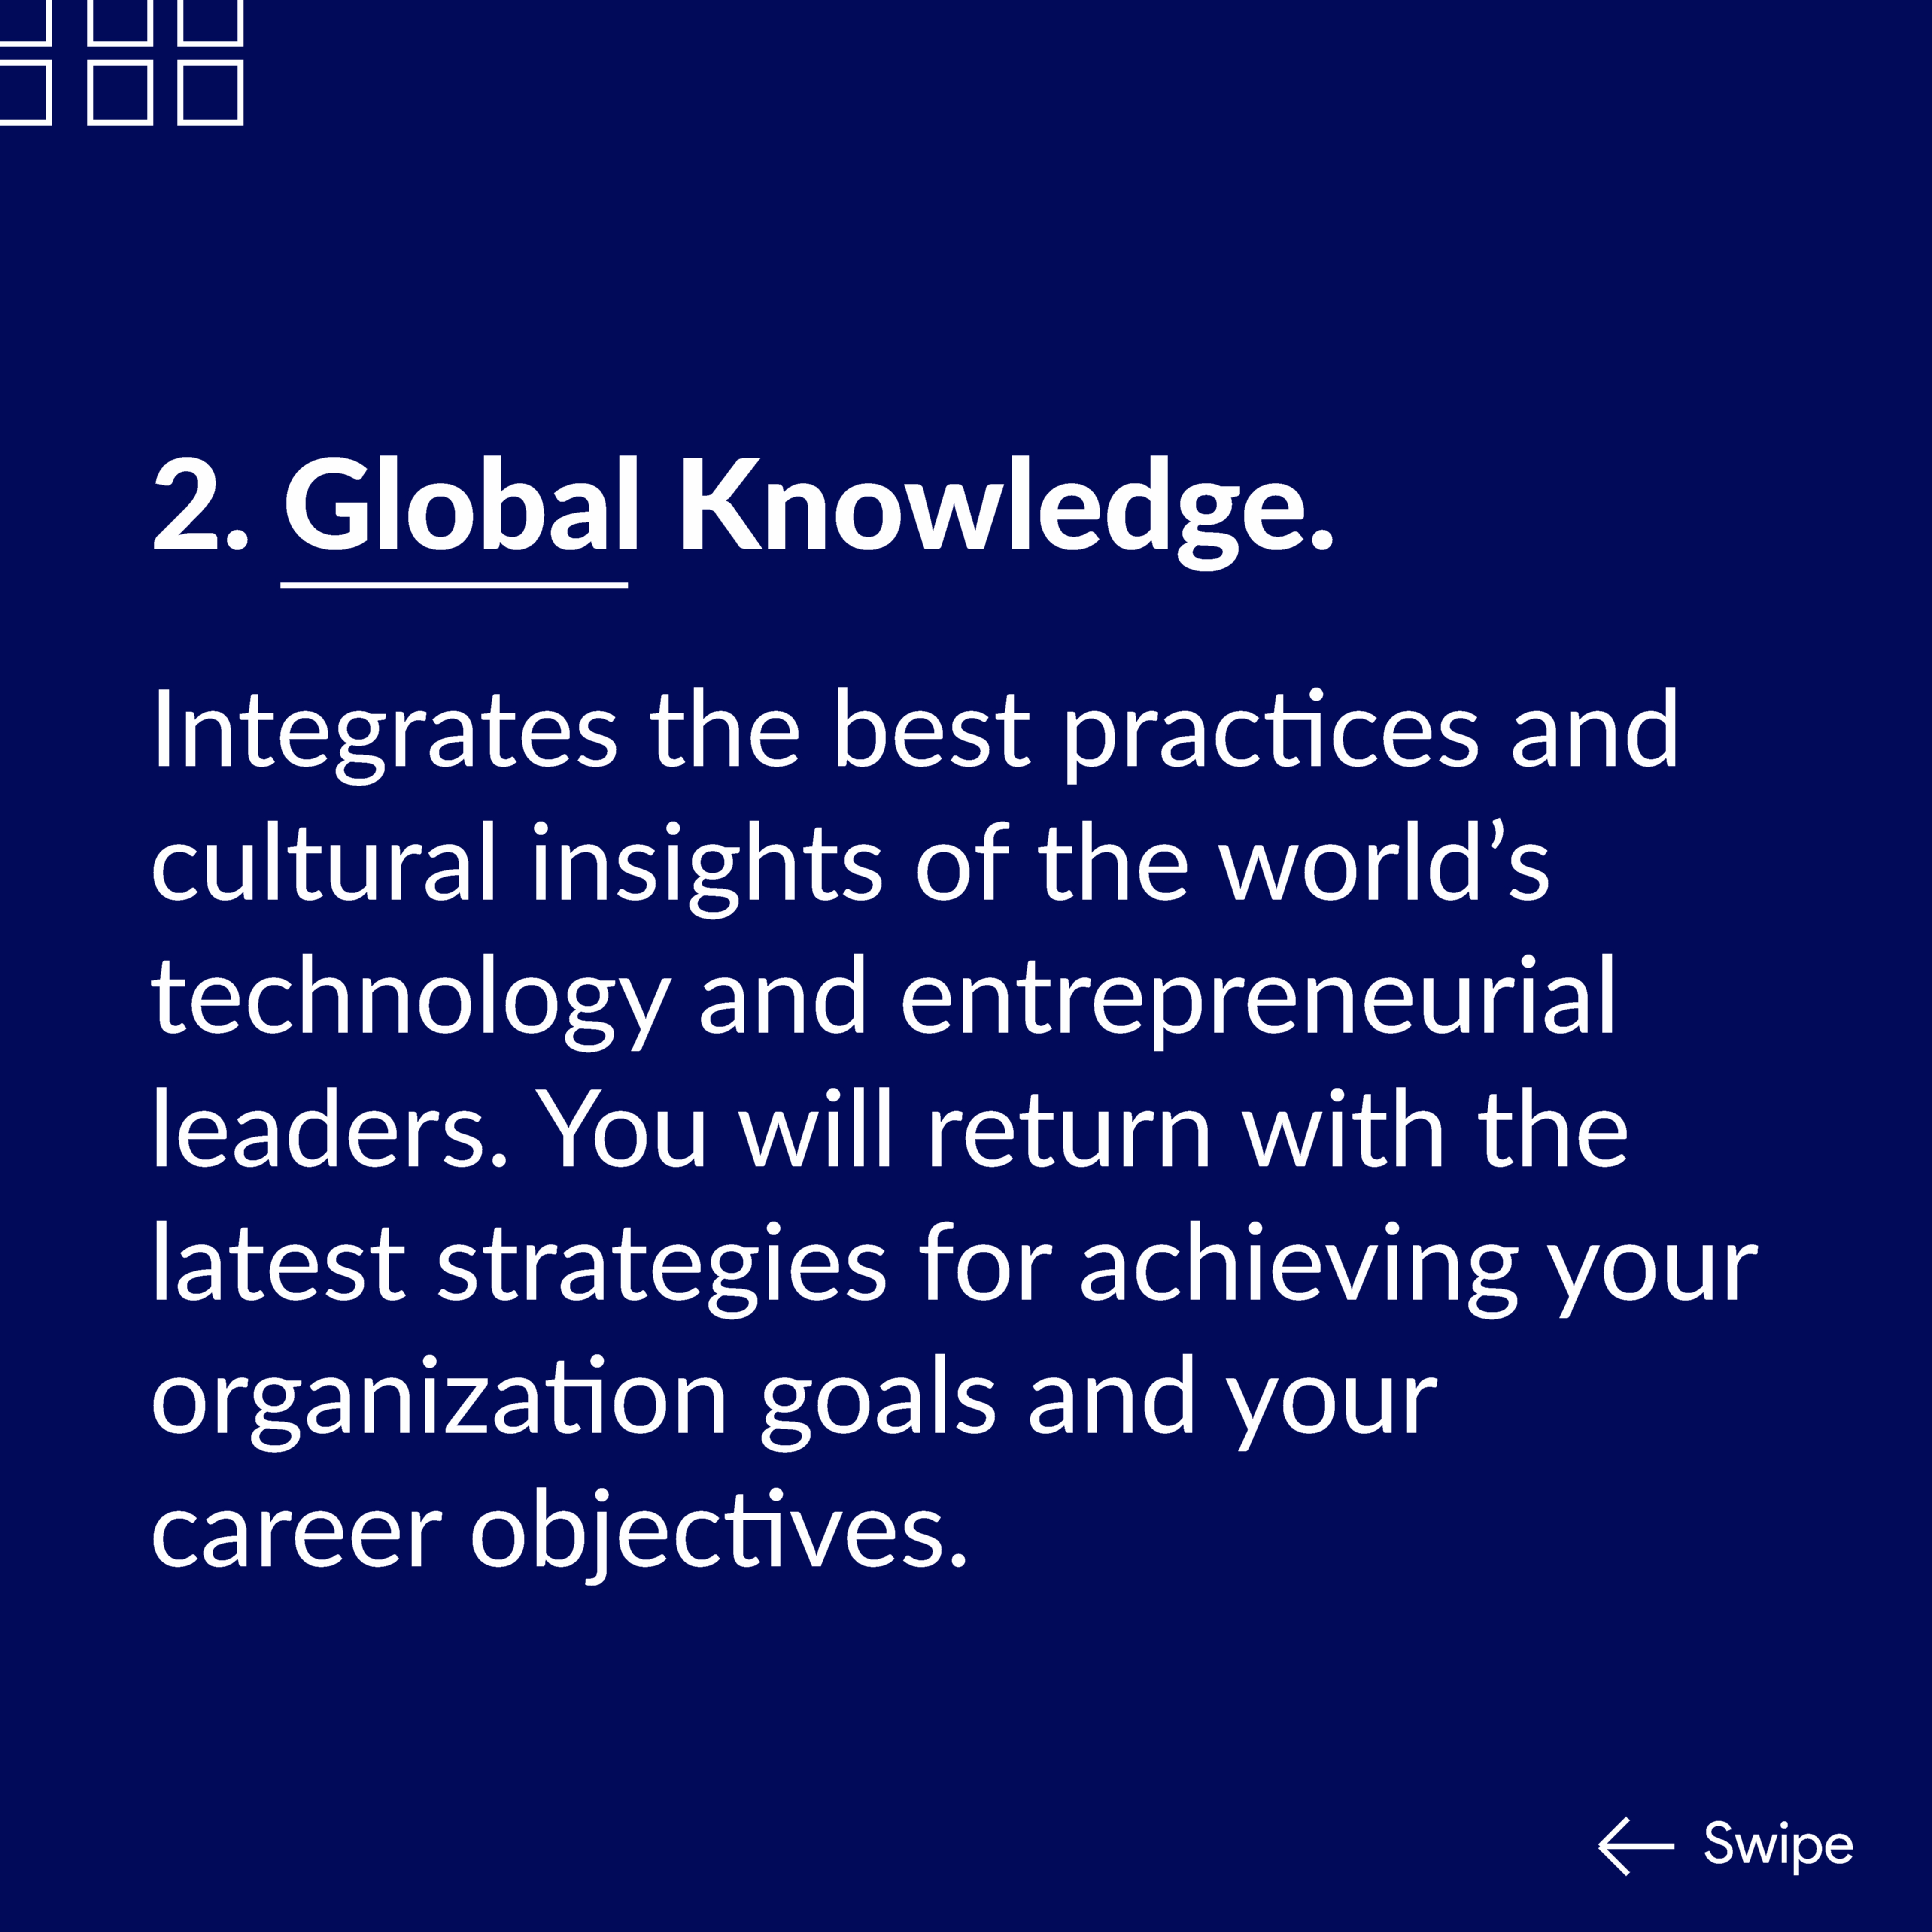 2. Global Knowledge.
Integrates the best practices and
cultural insights of the world’s
technology and entrepreneurial
leaders. You will return with the
latest strategies for achieving your
organization goals and your
career objectives.
Swipe